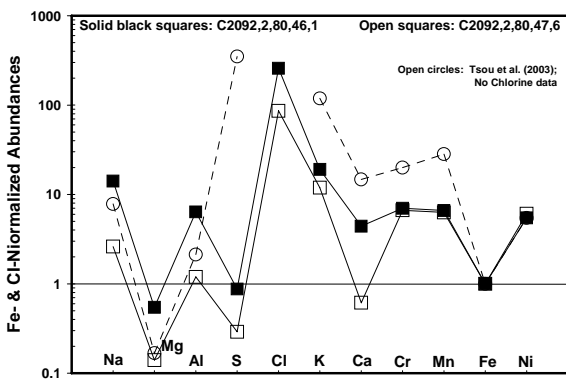 Solid black squares: C2092,2,80,46,1
Open squares: C2092,2,80,47,6
Open circles: Tsou et al. (2003);
No Chlorine data
Fe- & Cl-Niormalized Abundances
1000
100
10
1
0.1
Na
Mg
Al
S
Cl
K
Ca
Cr
Mn
Fe
Ni